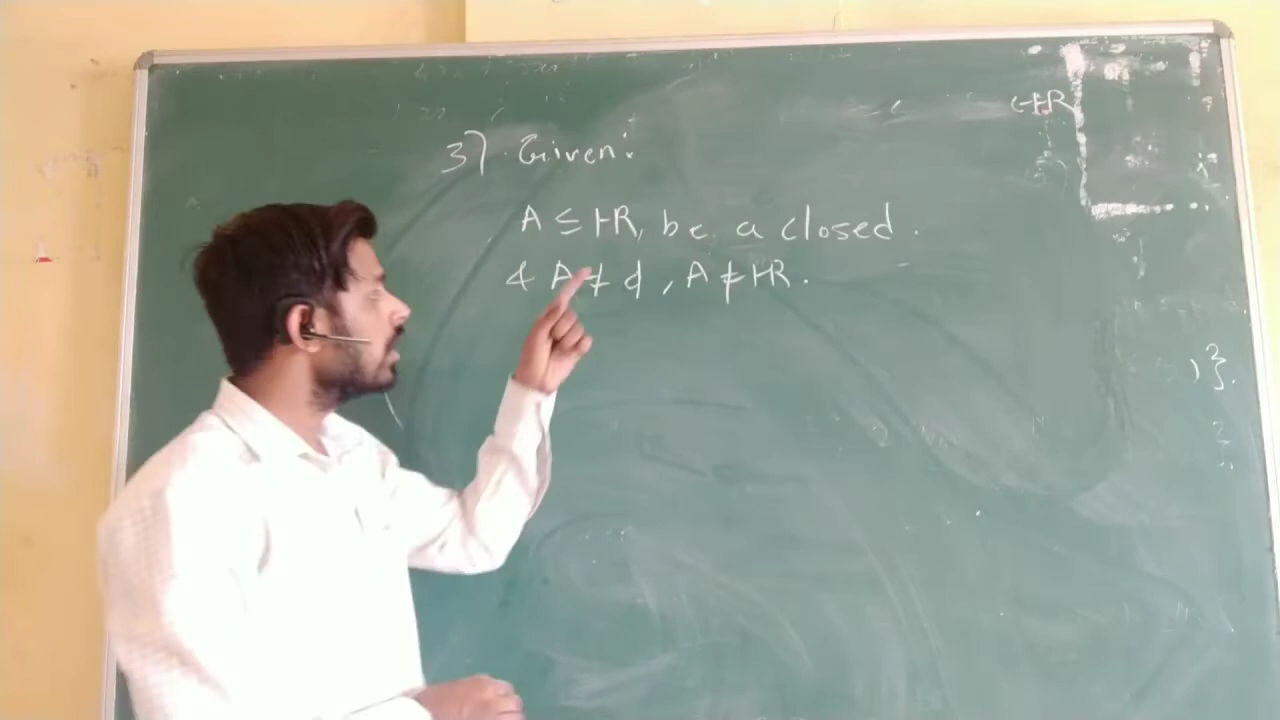 3) Given:
A ⊆ ℝ, be a closed.
& A ≠ ϕ, A ≠ ℝ.
ℝ
) }.